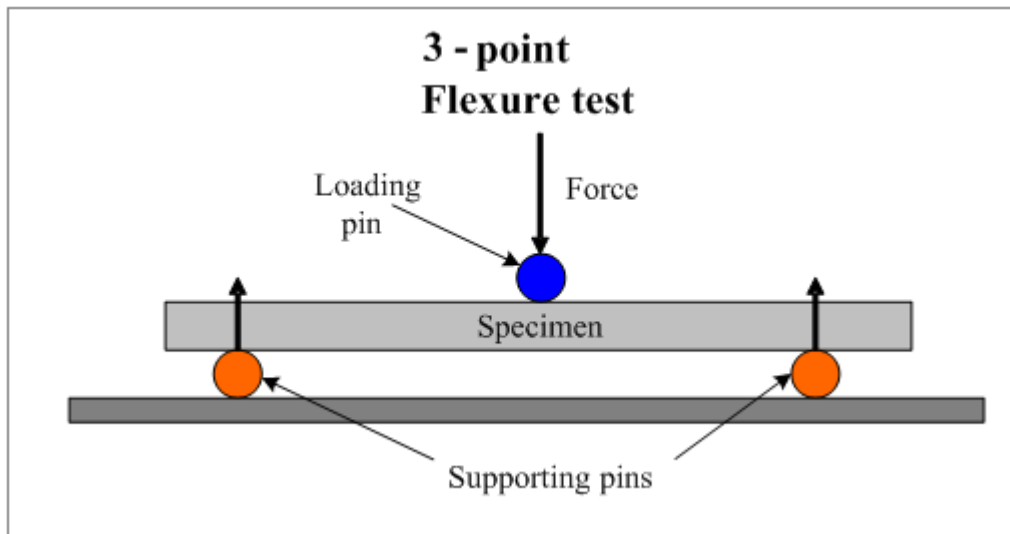 3 - point
Flexure test
Loading
pin
Force
Specimen
Supporting pins